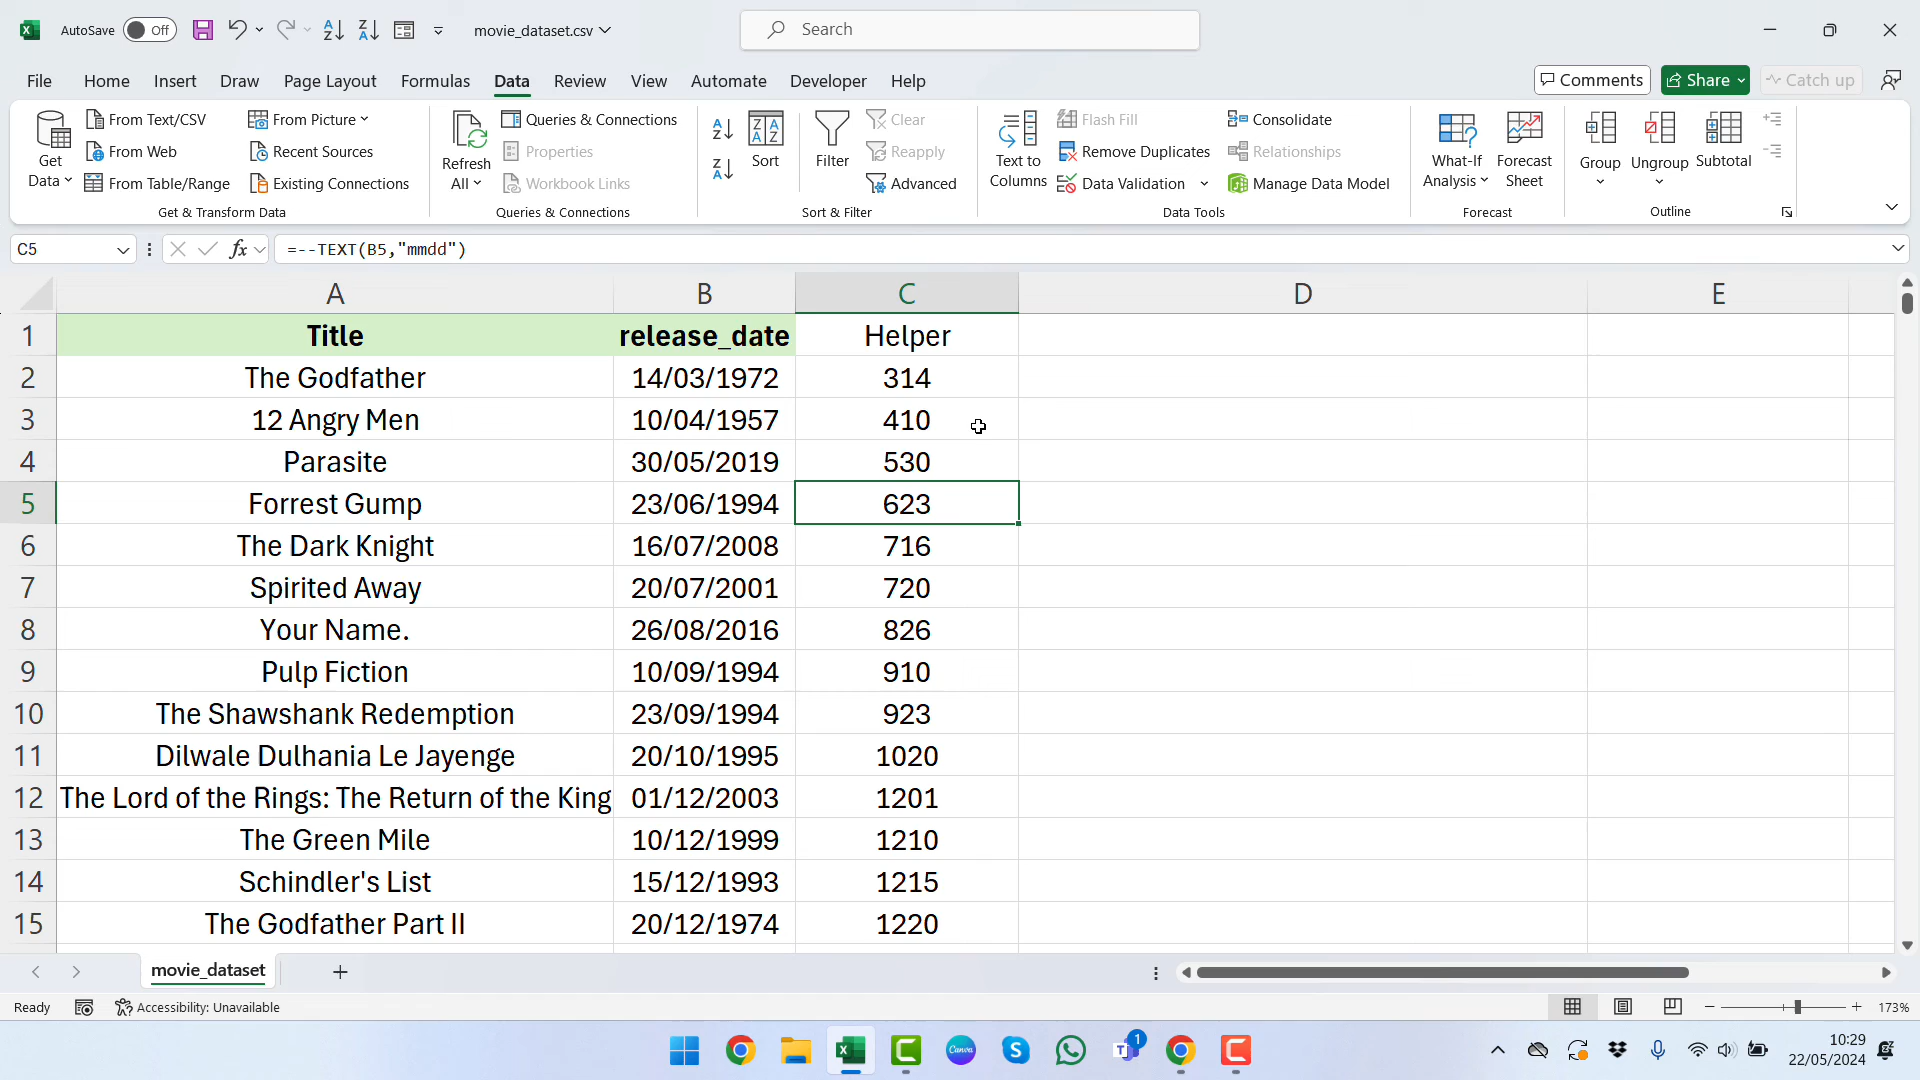 AutoSave Off movie_dataset.csv Search
File Home Insert Draw Page Layout Formulas Data Review View Automate Developer Help Comments Share Catch up
Get Data
From Text/CSV
From Web
From Table/Range
From Picture
Recent Sources
Existing Connections
Get & Transform Data
Refresh All
Queries & Connections
Properties
Workbook Links
Queries & Connections
Sort
Filter
Clear
Reapply
Advanced
Sort & Filter
Text to Columns
Flash Fill
Remove Duplicates
Data Validation
Consolidate
Relationships
Manage Data Model
Data Tools
What-If Analysis
Forecast Sheet
Forecast
Group
Ungroup
Subtotal
Outline
C5 fx =--TEXT(B5,"mmdd")
A B C D E
1 Title release_date Helper
2 The Godfather 14/03/1972 314
3 12 Angry Men 10/04/1957 410
4 Parasite 30/05/2019 530
5 Forrest Gump 23/06/1994 623
6 The Dark Knight 16/07/2008 716
7 Spirited Away 20/07/2001 720
8 Your Name. 26/08/2016 826
9 Pulp Fiction 10/09/1994 910
10 The Shawshank Redemption 23/09/1994 923
11 Dilwale Dulhania Le Jayenge 20/10/1995 1020
12 The Lord of the Rings: The Return of the King 01/12/2003 1201
13 The Green Mile 10/12/1999 1210
14 Schindler's List 15/12/1993 1215
15 The Godfather Part II 20/12/1974 1220
movie_dataset
Ready Accessibility: Unavailable 173%
Canva
1
10:29
22/05/2024